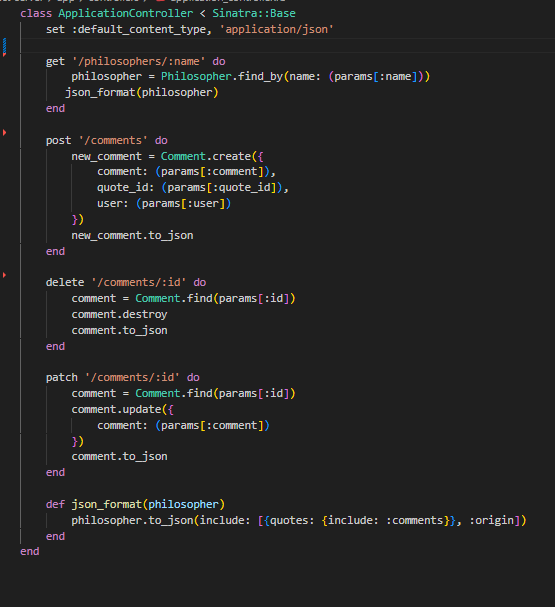 class ApplicationController < Sinatra::Base
    set :default_content_type, 'application/json'

    get '/philosophers/:name' do
        philosopher = Philosopher.find_by(name: (params[:name]))
       json_format(philosopher)
    end

    post '/comments' do
        new_comment = Comment.create({
            comment: (params[:comment]),
            quote_id: (params[:quote_id]),
            user: (params[:user])
        })
        new_comment.to_json
    end

    delete '/comments/:id' do
        comment = Comment.find(params[:id])
        comment.destroy
        comment.to_json
    end

    patch '/comments/:id' do
        comment = Comment.find(params[:id])
        comment.update({
            comment: (params[:comment])
        })
        comment.to_json
    end

    def json_format(philosopher)
        philosopher.to_json(include: [{quotes: {include: :comments}}, :origin])
    end
end